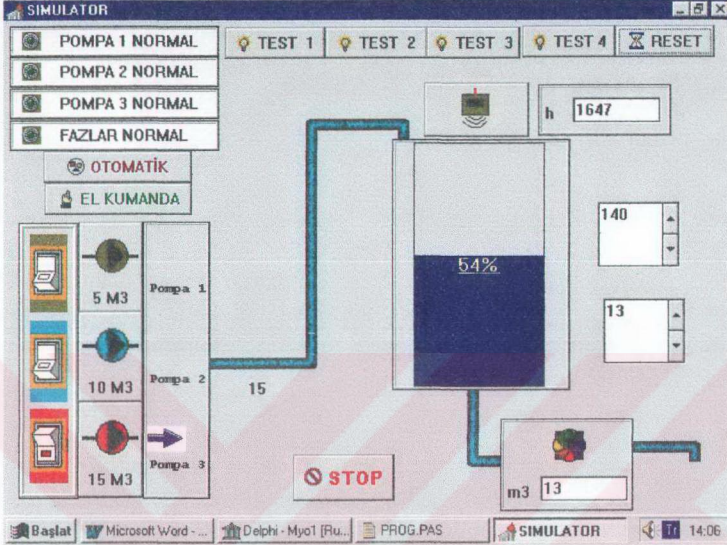 SIMULATOR
POMPA 1 NORMAL
POMPA 2 NORMAL
POMPA 3 NORMAL
FAZLAR NORMAL
TEST 1
TEST 2
TEST 3
TEST 4
RESET
OTOMATİK
EL KUMANDA
h
1647
140
54%
13
5 M3
Pompa 1
10 M3
Pompa 2
15
15 M3
Pompa 3
STOP
m3
13
Başlat
Microsoft Word - ...
Delphi - Myo1 [Ru...
PROG.PAS
SIMULATOR
Tr
14:06